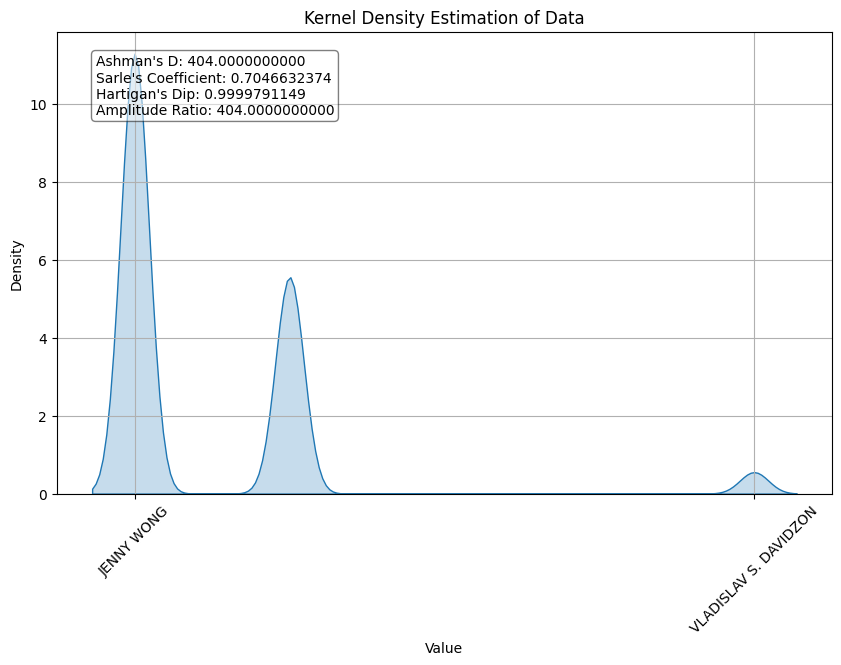 Kernel Density Estimation of Data
Ashman's D: 404.0000000000
Sarle's Coefficient: 0.7046632374
Hartigan's Dip: 0.9999791149
Amplitude Ratio: 404.0000000000
10
8
6
4
2
0
Density
JENNY WONG
VLADISLAV S. DAVIDZON
Value